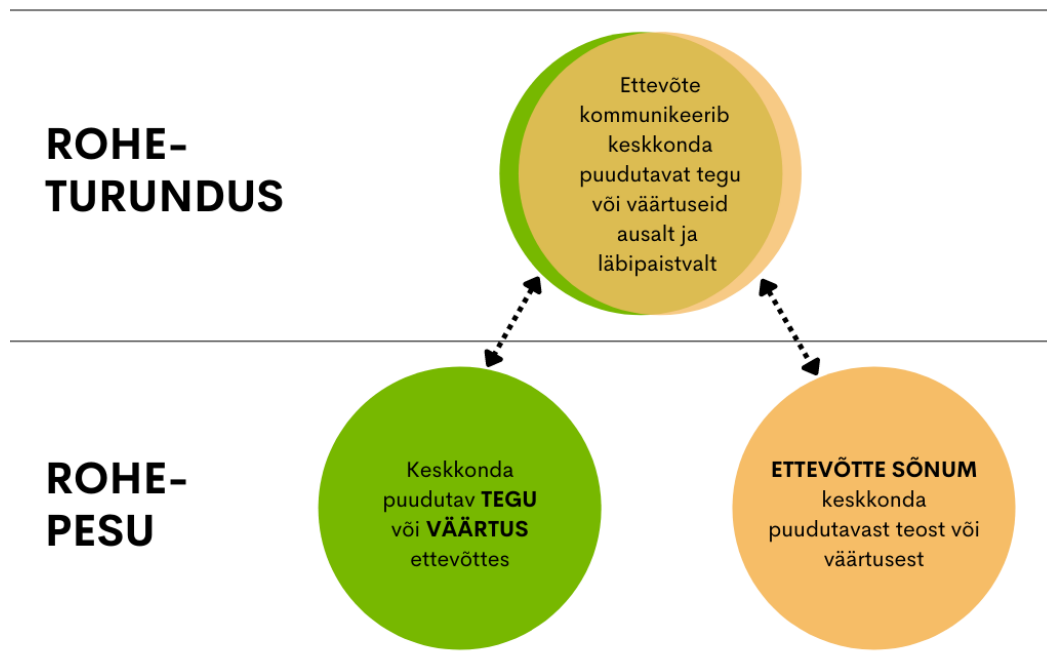 ROHE-
TURUNDUS
Ettevõte
kommunikeerib
keskkonda
puudutavat tegu
või väärtuseid
ausalt ja
läbipaistvalt
ROHE-
PESU
Keskkonda
puudutav TEGU
või VÄÄRTUS
ettevõttes
ETTEVÕTTE SÕNUM
keskkonda
puudutavast teost või
väärtusest